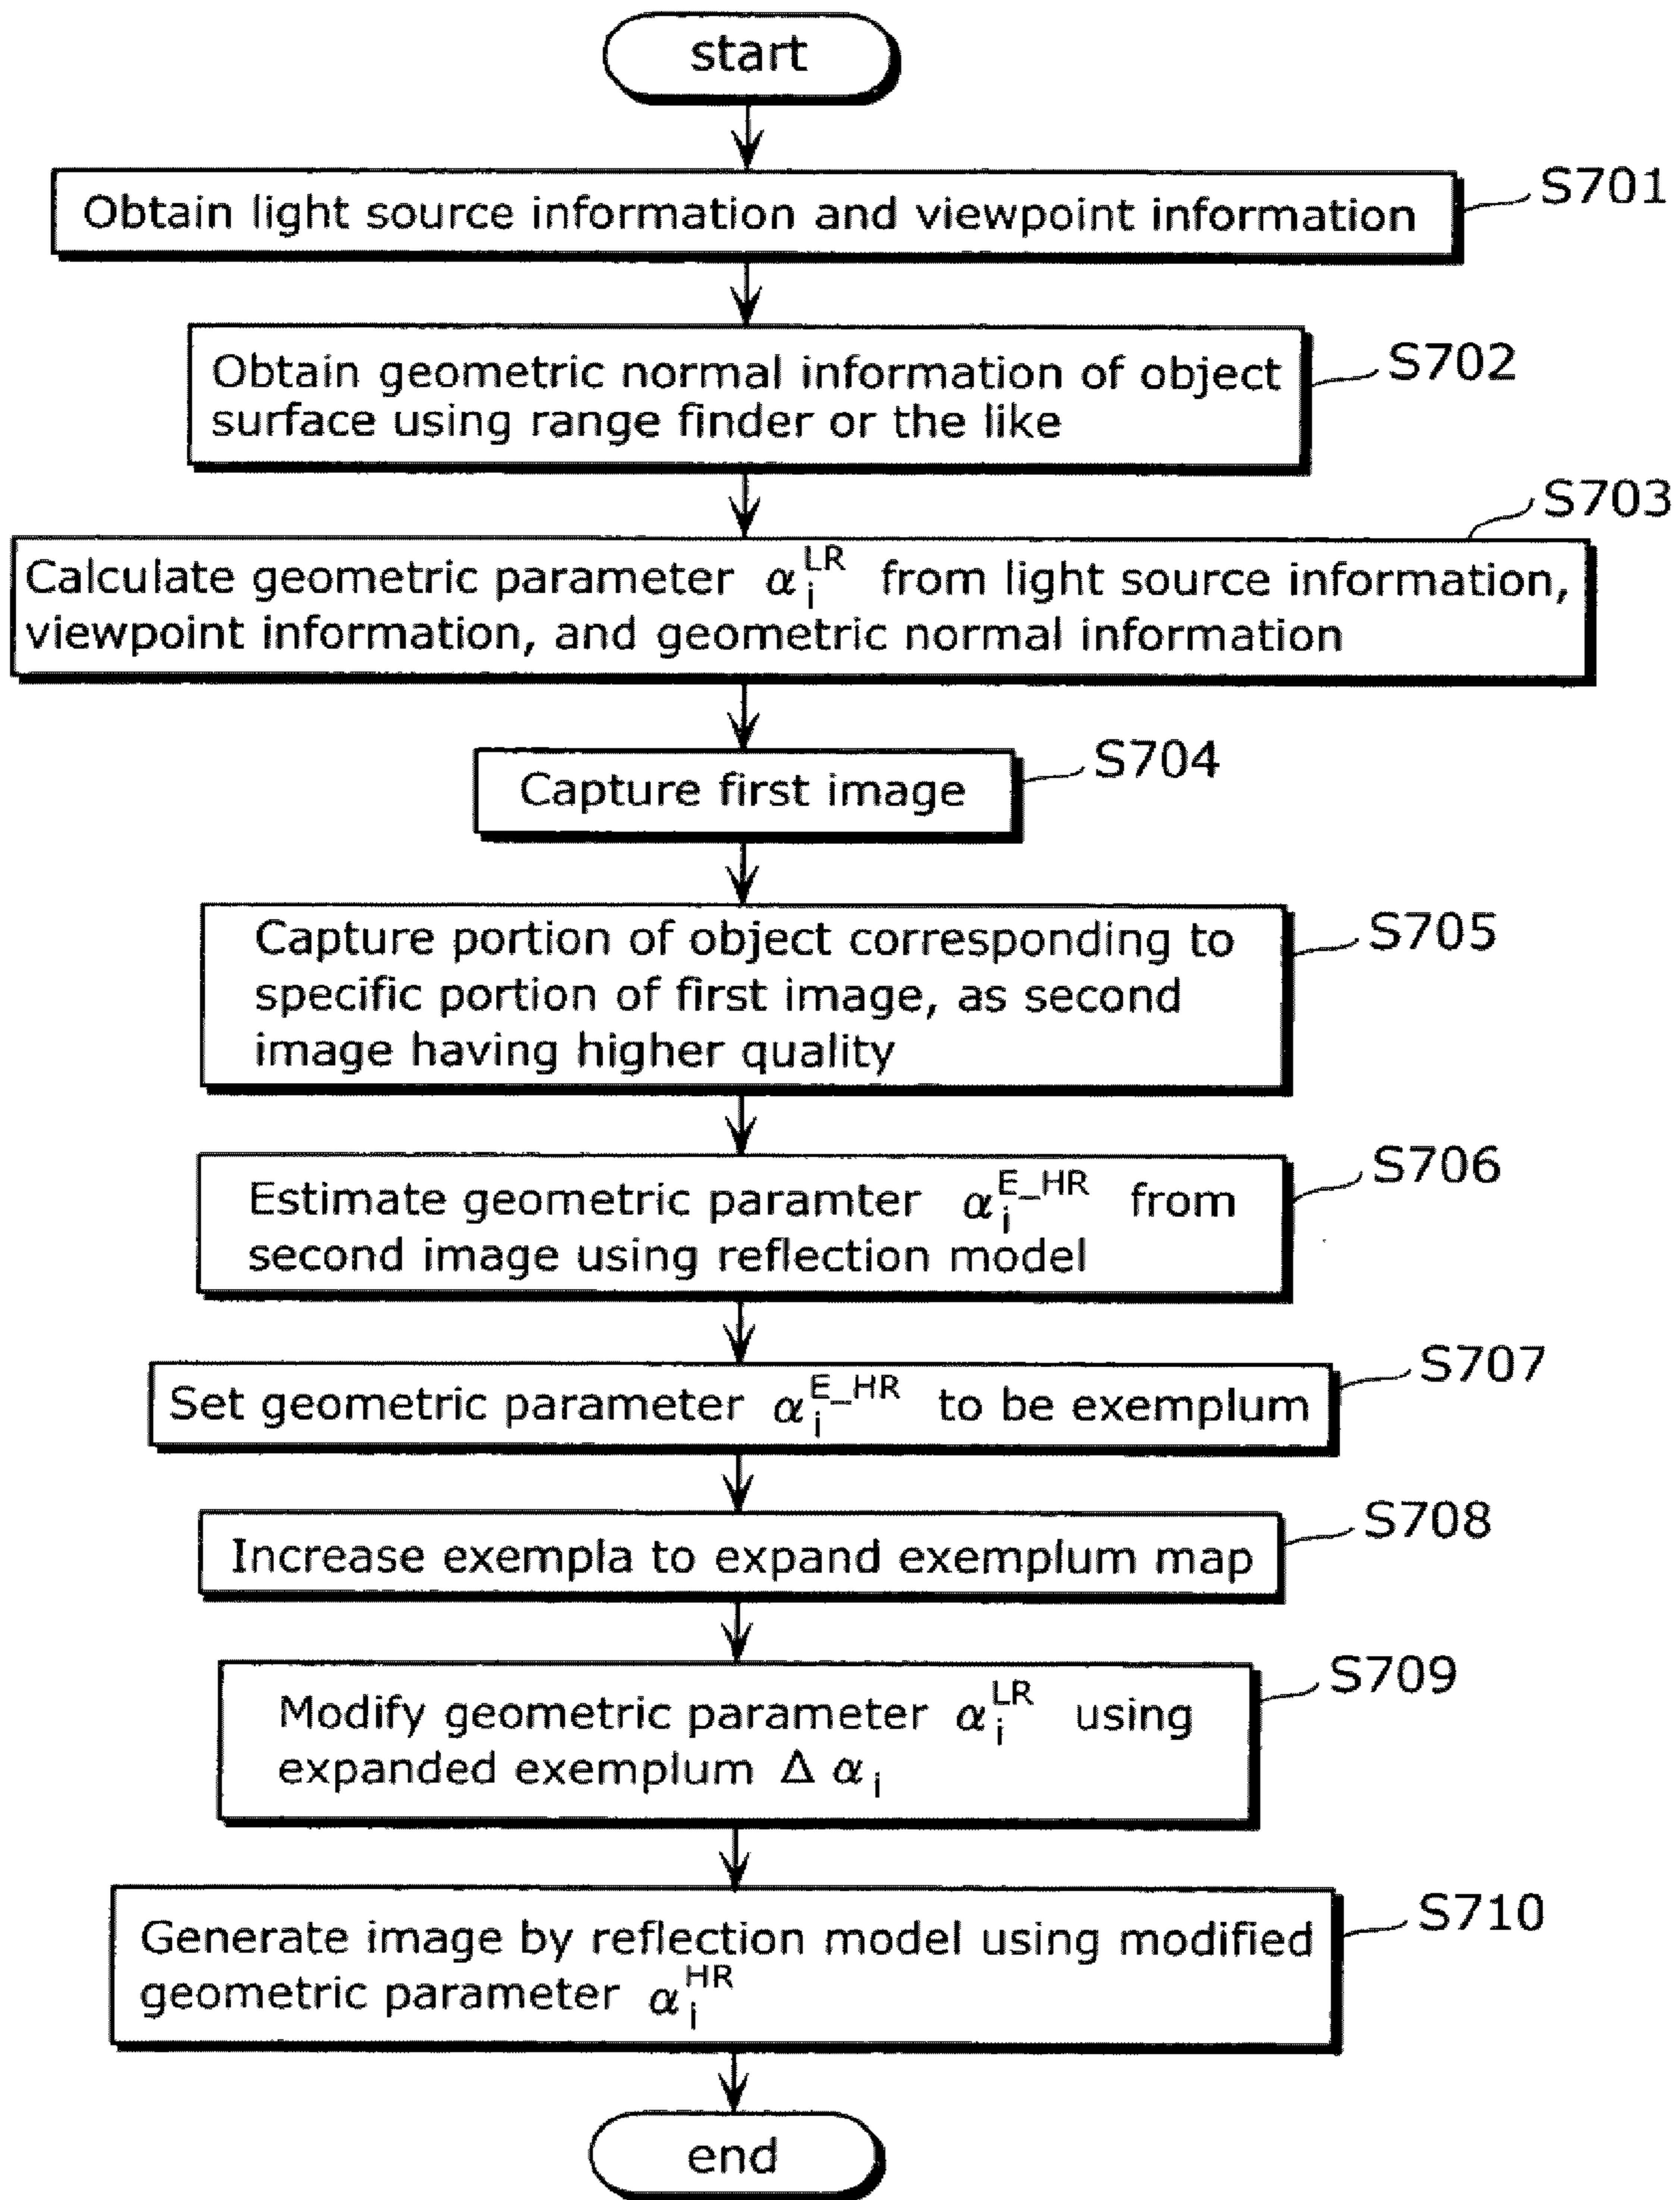 start
S701
Obtain light source information and viewpoint information
S702
Obtain geometric normal information of object
surface using range finder or the like
S703
Calculate geometric parameter α_i^LR from light source information,
viewpoint information, and geometric normal information
S704
Capture first image
S705
Capture portion of object corresponding to
specific portion of first image, as second
image having higher quality
S706
Estimate geometric paramter α_i^E_HR from
second image using reflection model
S707
Set geometric parameter α_i^E_HR to be exemplum
S708
Increase exempla to expand exemplum map
S709
Modify geometric parameter α_i^LR using
expanded exemplum Δ α_i
S710
Generate image by reflection model using modified
geometric parameter α_i^HR
end